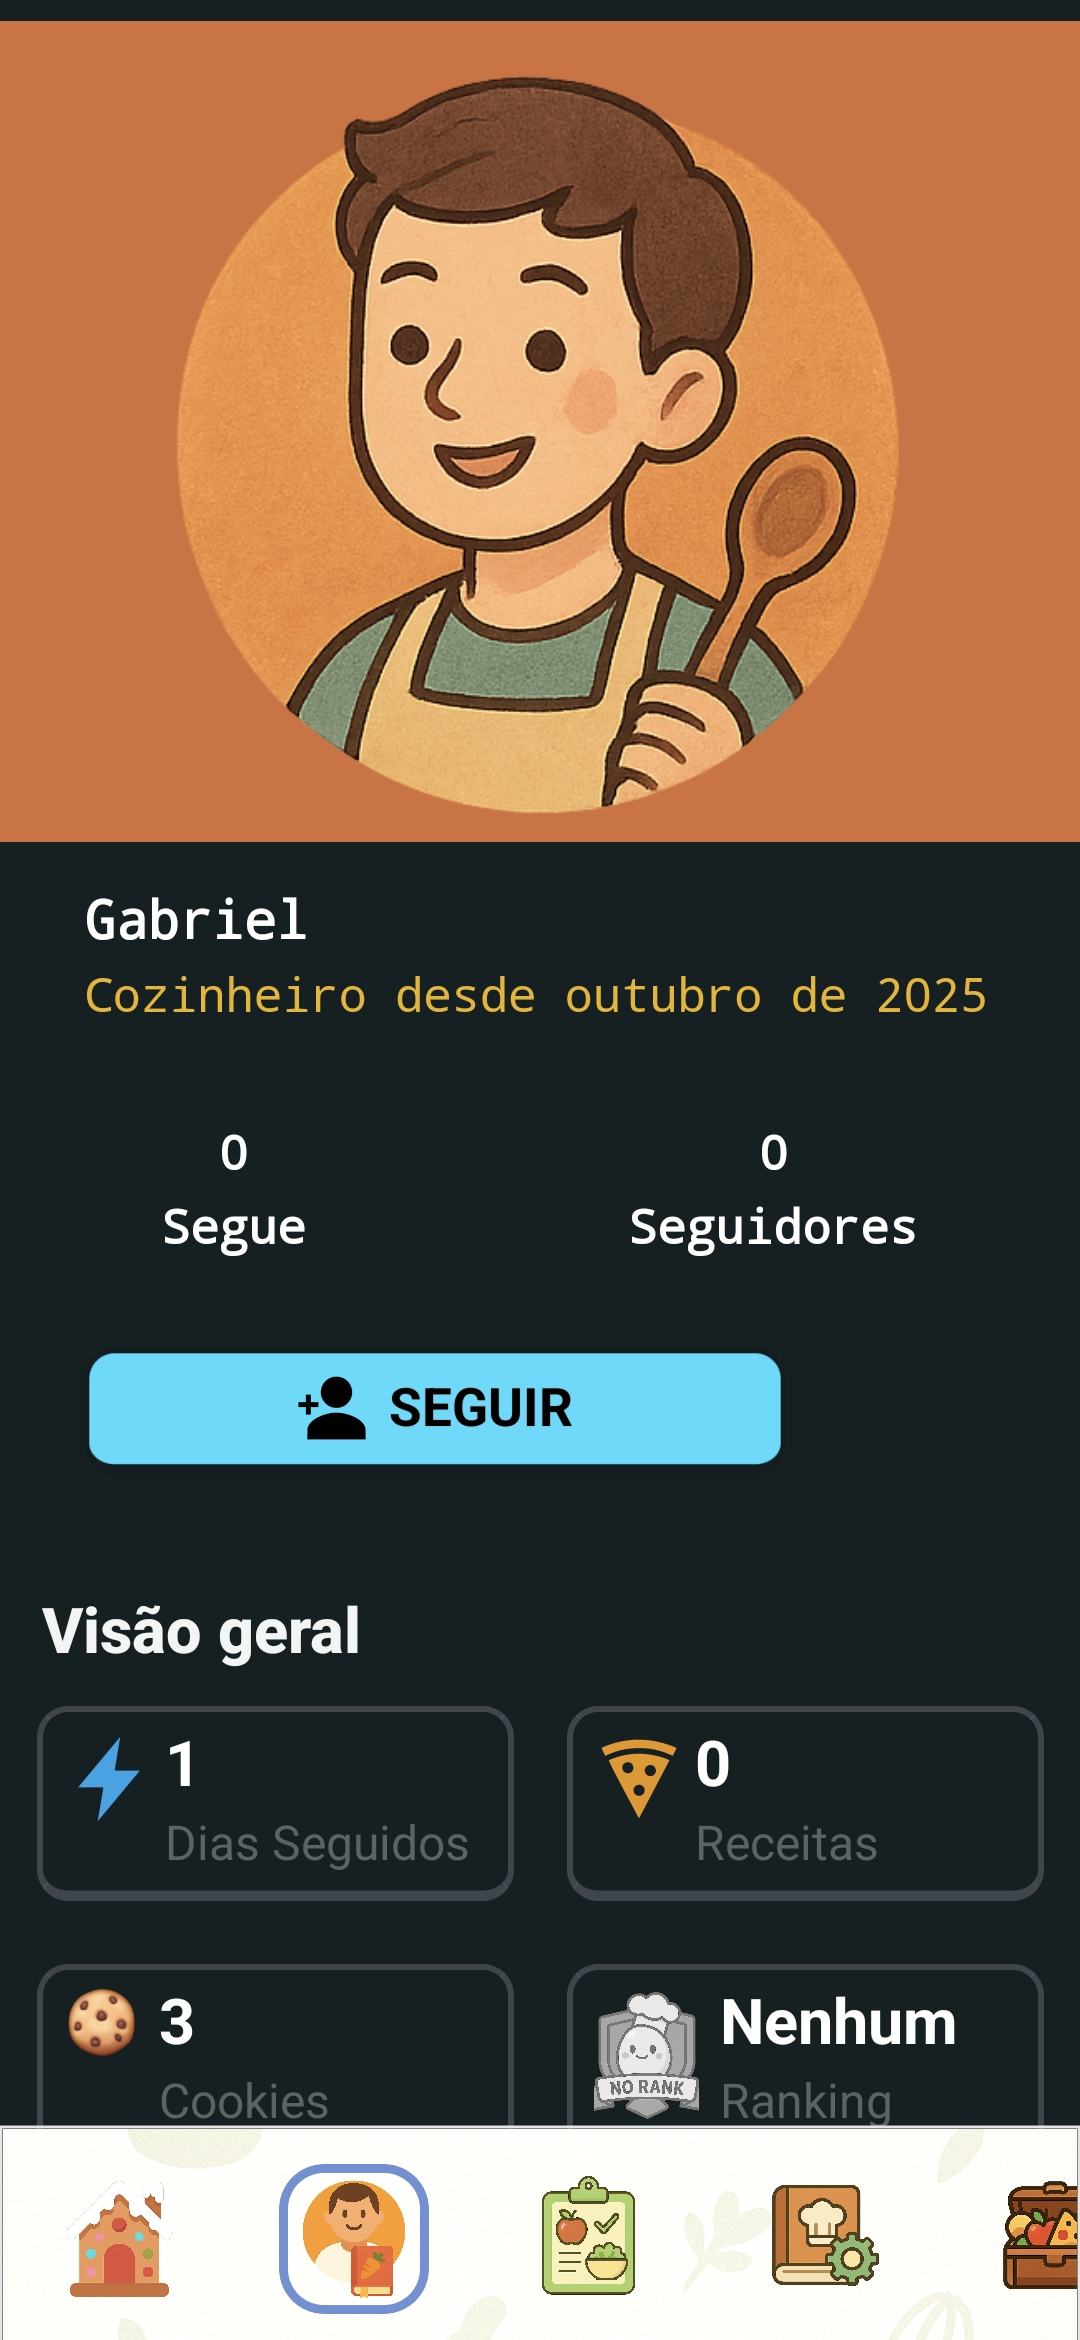 Gabriel
Cozinheiro desde outubro de 2025
0 0
Segue Seguidores
SEGUIR
Visão geral
1 0
Dias Seguidos Receitas
3 Nenhum
NO RANK
Cookies Ranking